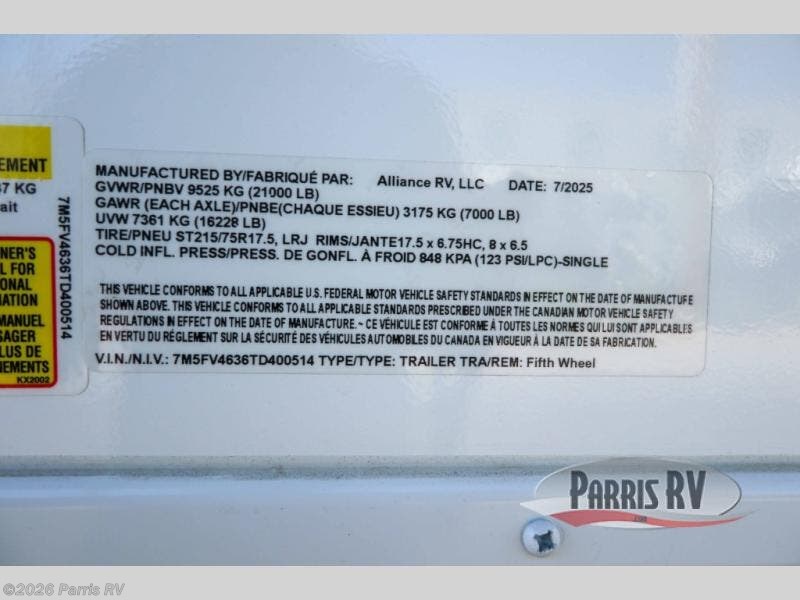 EMENT
KG
ait
NER'S
L FOR
ONAL
MATION
MANUEL
SAGER
PLUS DE
NEMENTS
KX2002
7M5FV4636TD400514
MANUFACTURED BY/FABRIQUÉ PAR: Alliance RV, LLC DATE: 7/2025
GVWR/PNBV 9525 KG (21000 LB)
GAWR (EACH AXLE)/PNBE(CHAQUE ESSIEU) 3175 KG (7000 LB)
UVW 7361 KG (16228 LB)
TIRE/PNEU ST215/75R17.5, LRJ RIMS/JANTE17.5 x 6.75HC, 8 x 6.5
COLD INFL. PRESS/PRESS. DE GONFL. À FROID 848 KPA (123 PSI/LPC)-SINGLE
THIS VEHICLE CONFORMS TO ALL APPLICABLE U.S. FEDERAL MOTOR VEHICLE SAFETY STANDARDS IN EFFECT ON THE DATE OF MANUFACTUFE
SHOWN ABOVE. THIS VEHICLE CONFORMS TO ALL APPLICABLE STANDARDS PRESCRIBED UNDER THE CANADIAN MOTOR VEHICLE SAFETY
REGULATIONS IN EFFECT ON THE DATE OF MANUFACTURE.~ CE VÉHICULE EST CONFORME À TOUTES LES NORMES QUI LUI SONT APPLICABLES
EN VERTU DU RÉGLEMENT SUR LA SÉCURITÉ DES VÉHICULES AUTOMOBILES DU CANADA EN VIGUEUR À LA DATE DE SA FABRICATION.
V.I.N./N.I.V.: 7M5FV4636TD400514 TYPE/TYPE: TRAILER TRA/REM: Fifth Wheel
PARRIS RV
©2026 Parris RV